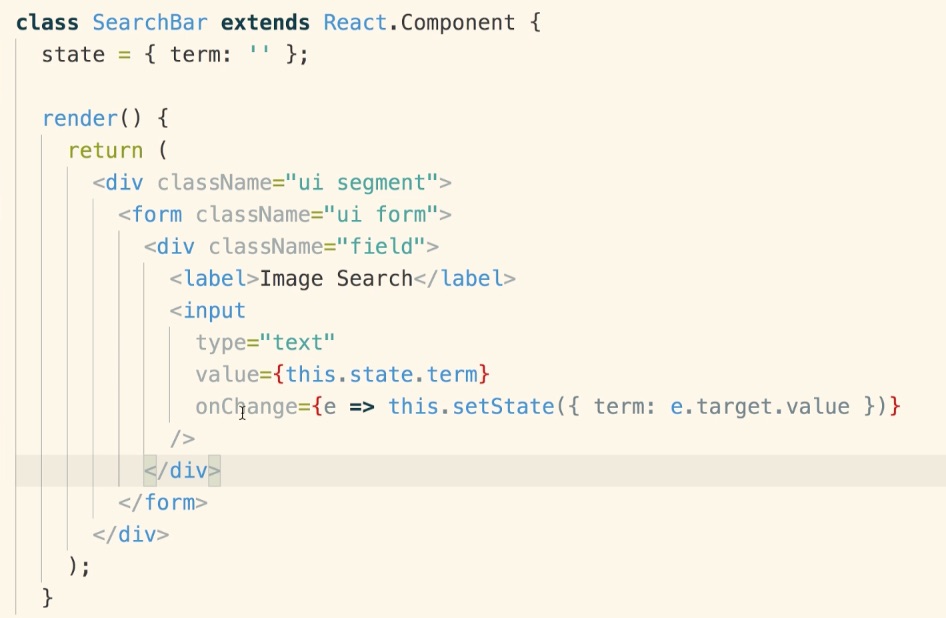 class SearchBar extends React.Component {
  state = { term: '' };

  render() {
    return (
      <div className="ui segment">
        <form className="ui form">
          <div className="field">
            <label>Image Search</label>
            <input
              type="text"
              value={this.state.term}
              onChange={e => this.setState({ term: e.target.value })}
            />
          </div>
        </form>
      </div>
    );
  }